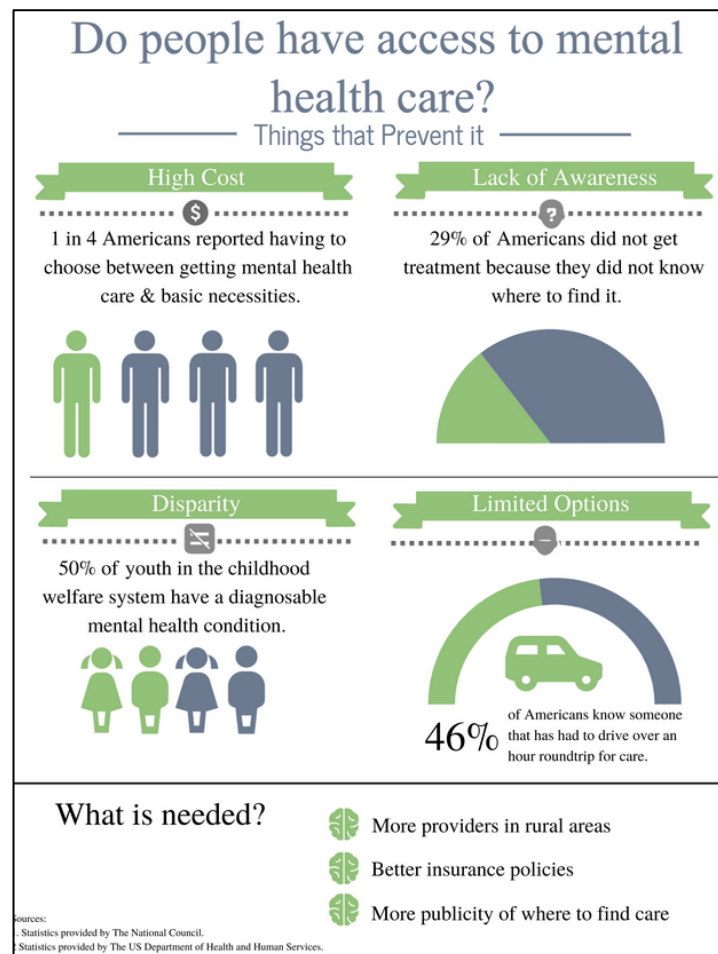 Do people have access to mental
health care?
Things that Prevent it
High Cost
$
1 in 4 Americans reported having to
choose between getting mental health
care & basic necessities.
Lack of Awareness
?
29% of Americans did not get
treatment because they did not know
where to find it.
Disparity
50% of youth in the childhood
welfare system have a diagnosable
mental health condition.
Limited Options
46%
of Americans know someone
that has had to drive over an
hour roundtrip for care.
What is needed?
More providers in rural areas
Better insurance policies
More publicity of where to find care
Sources:
. Statistics provided by The National Council.
2 Statistics provided by The US Department of Health and Human Services.